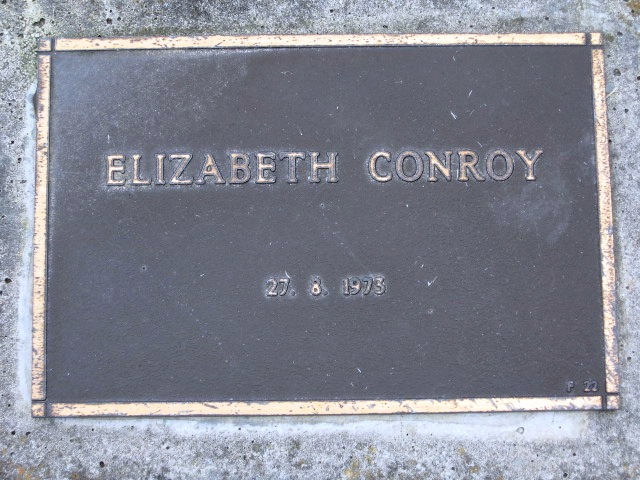 ELIZABETH CONROY
27. 8. 1973
F 22